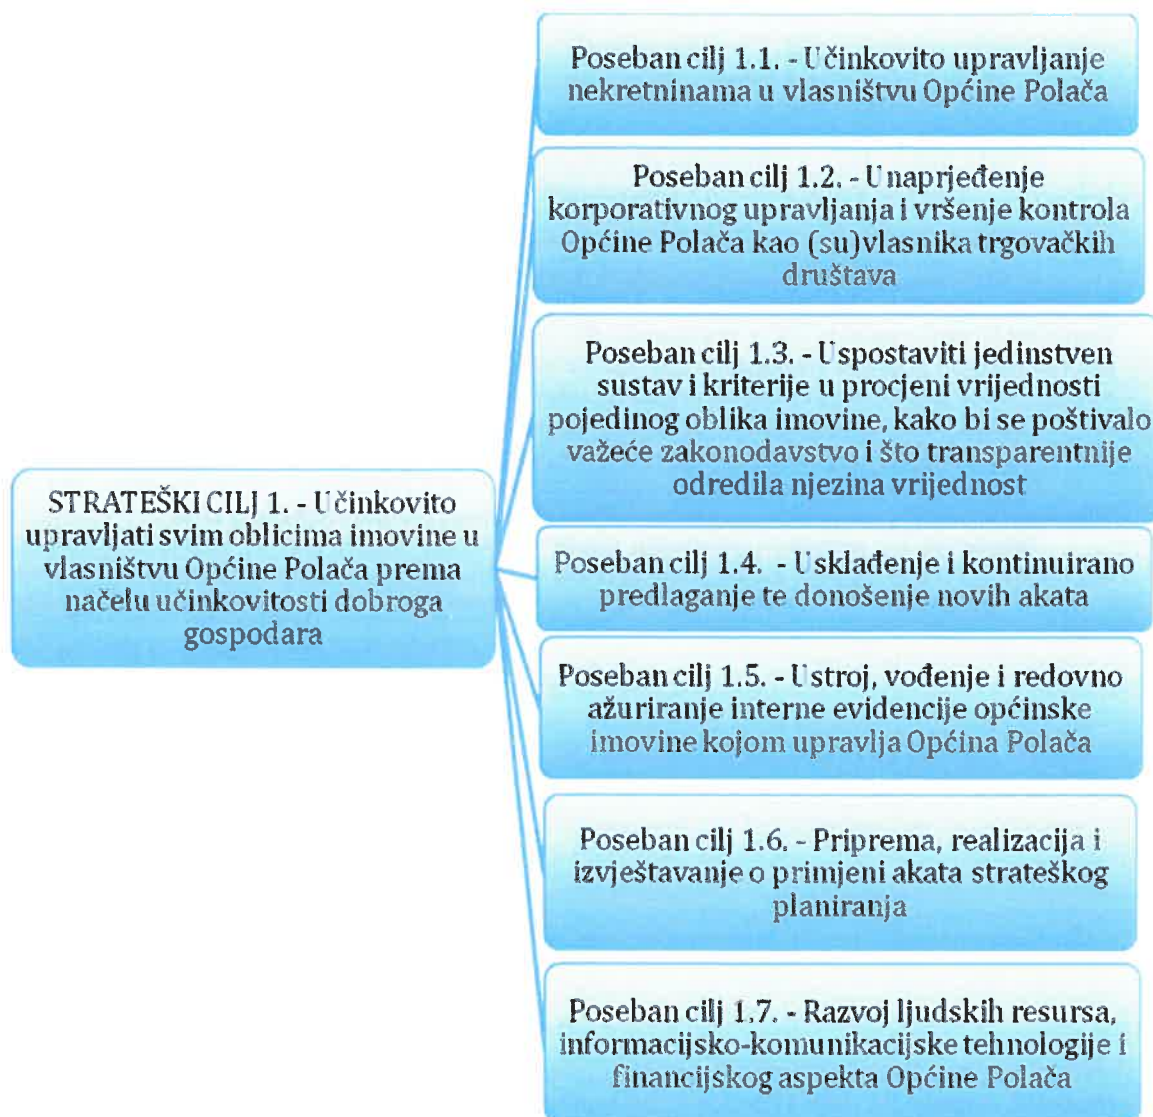 STRATEŠKI CILJ 1. - Učinkovito
upravljati svim oblicima imovine u
vlasništvu Općine Polača prema
načelu učinkovitosti dobroga
gospodara
Poseban cilj 1.1. - Učinkovito upravljanje
nekretninama u vlasništvu Općine Polača
Poseban cilj 1.2. - Unaprjeđenje
korporativnog upravljanja i vršenje kontrola
Općine Polača kao (su)vlasnika trgovačkih
društava
Poseban cilj 1.3. - Uspostaviti jedinstven
sustav i kriterije u procjeni vrijednosti
pojedinog oblika imovine, kako bi se poštivalo
važeće zakonodavstvo i što transparentnije
odredila njezina vrijednost
Poseban cilj 1.4. - Usklađenje i kontinuirano
predlaganje te donošenje novih akata
Poseban cilj 1.5. - Ustroj, vođenje i redovno
ažuriranje interne evidencije općinske
imovine kojom upravlja Općina Polača
Poseban cilj 1.6. - Priprema, realizacija i
izvještavanje o primjeni akata strateškog
planiranja
Poseban cilj 1.7. - Razvoj ljudskih resursa,
informacijsko-komunikacijske tehnologije i
financijskog aspekta Općine Polača